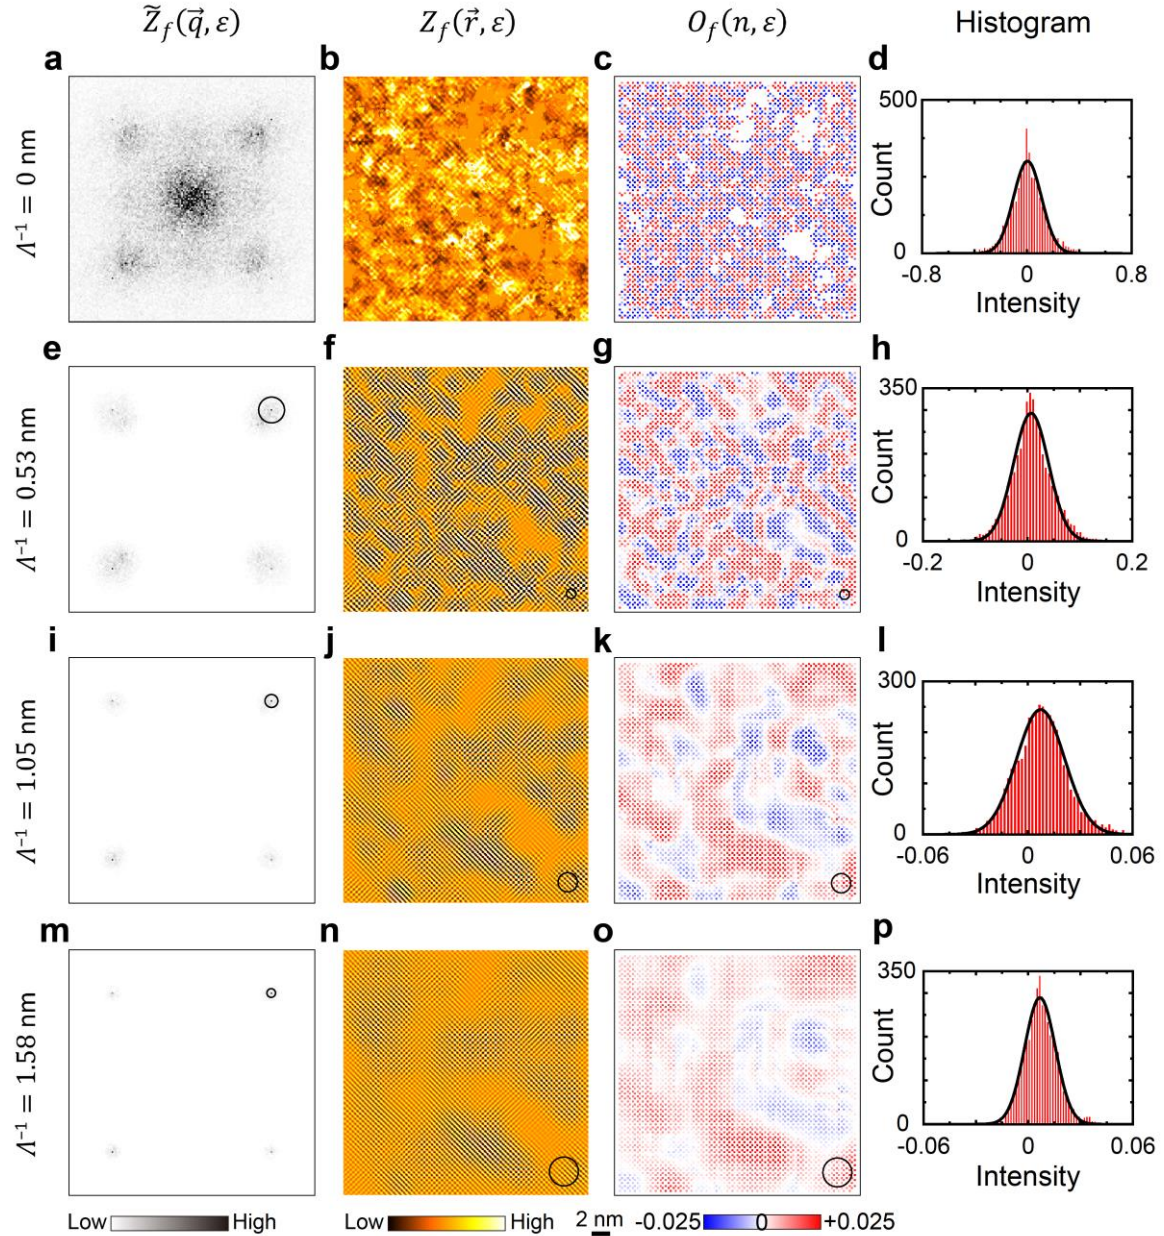 Z̃_f(q⃗, ε) Z_f(r⃗, ε) O_f(n, ε) Histogram
a b c d
Λ⁻¹ = 0 nm
500
Count
0
-0.8 0 0.8
Intensity
e f g h
Λ⁻¹ = 0.53 nm
350
Count
0
-0.2 0 0.2
Intensity
i j k l
Λ⁻¹ = 1.05 nm
300
Count
0
-0.06 0 0.06
Intensity
m n o p
Λ⁻¹ = 1.58 nm
350
Count
0
-0.06 0 0.06
Intensity
Low High Low High 2 nm -0.025 0 +0.025